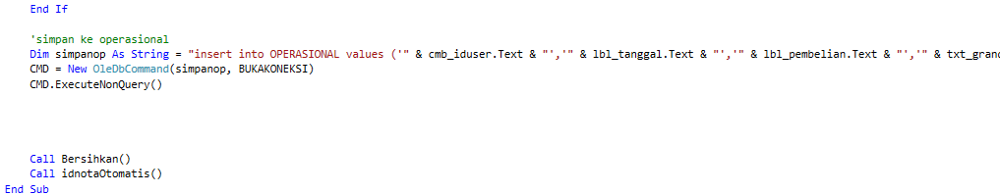 End If
'simpan ke operasional
Dim simpanop As String = "insert into OPERASIONAL values ('" & cmb_iduser.Text & "','" & lbl_tanggal.Text & "','" & lbl_pembelian.Text & "','" & txt_gran
CMD = New OleDbCommand(simpanop, BUKAKONEKSI)
CMD.ExecuteNonQuery()
Call Bersihkan()
Call idnotaOtomatis()
End Sub